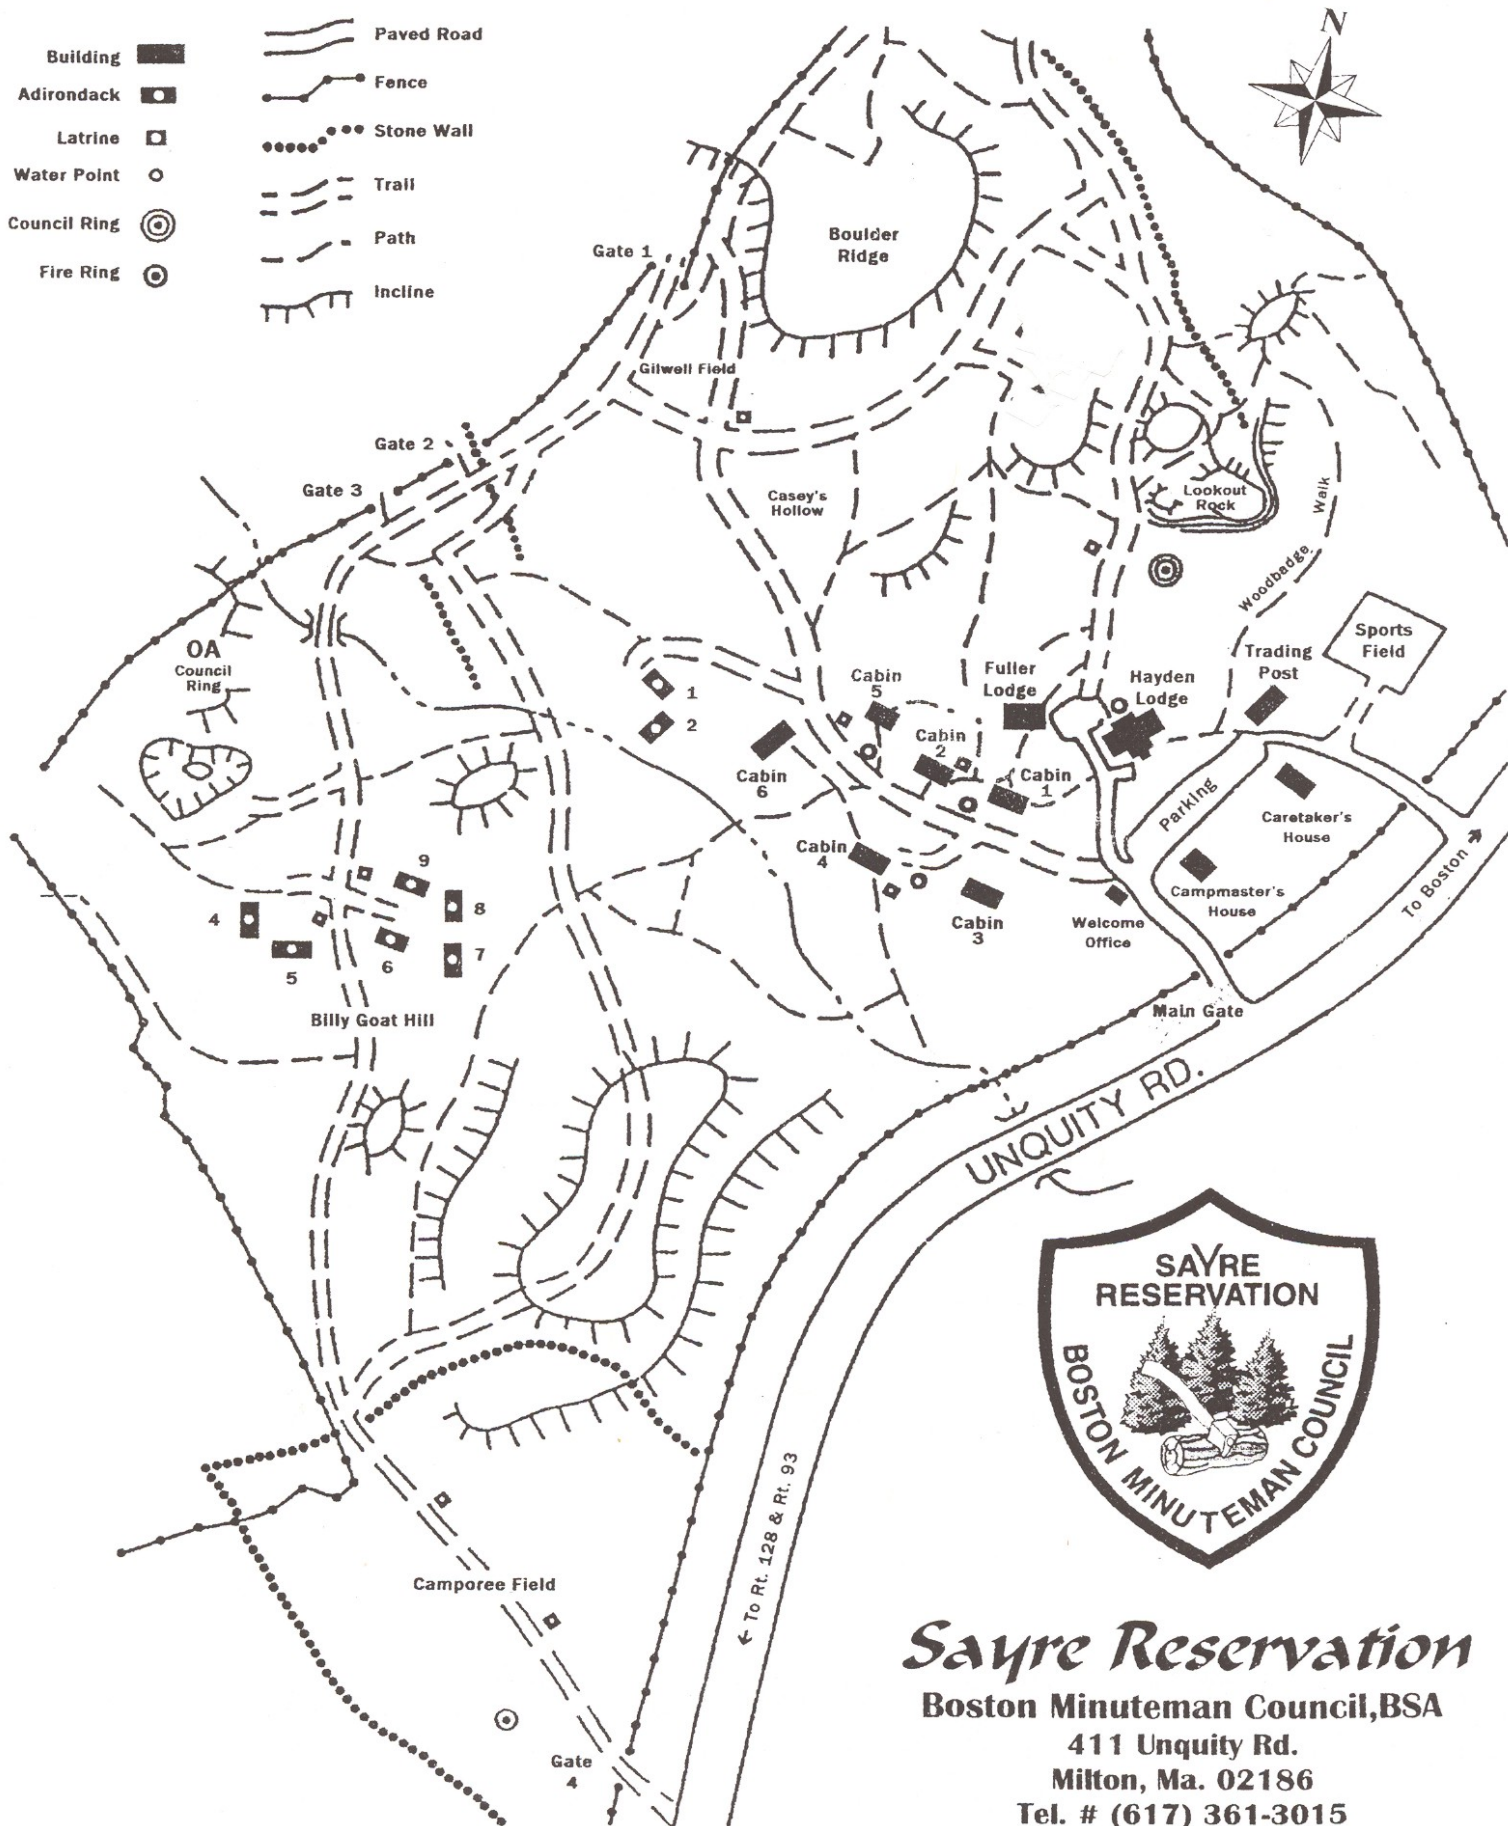 Building
Adirondack
Latrine
Water Point
Council Ring
Fire Ring
Paved Road
Fence
Stone Wall
Trail
Path
Incline
N
Boulder
Ridge
Gate 1
Gilwell Field
Gate 2
Gate 3
Casey's
Hollow
Lookout
Rock
Woodbadge Walk
OA
Council
Ring
1
2
Cabin
5
Fuller
Lodge
Hayden
Lodge
Trading
Post
Sports
Field
Cabin
2
Cabin
6
Cabin
1
Parking
Caretaker's
House
Cabin
4
Campmaster's
House
To Boston
9
8
4
5
6
7
Cabin
3
Welcome
Office
Billy Goat Hill
Main Gate
UNQUITY RD.
SAYRE
RESERVATION
BOSTON MINUTEMAN COUNCIL
← To Rt. 128 & Rt. 93
Camporee Field
Gate
4
Sayre Reservation
Boston Minuteman Council,BSA
411 Unquity Rd.
Milton, Ma. 02186
Tel. # (617) 361-3015